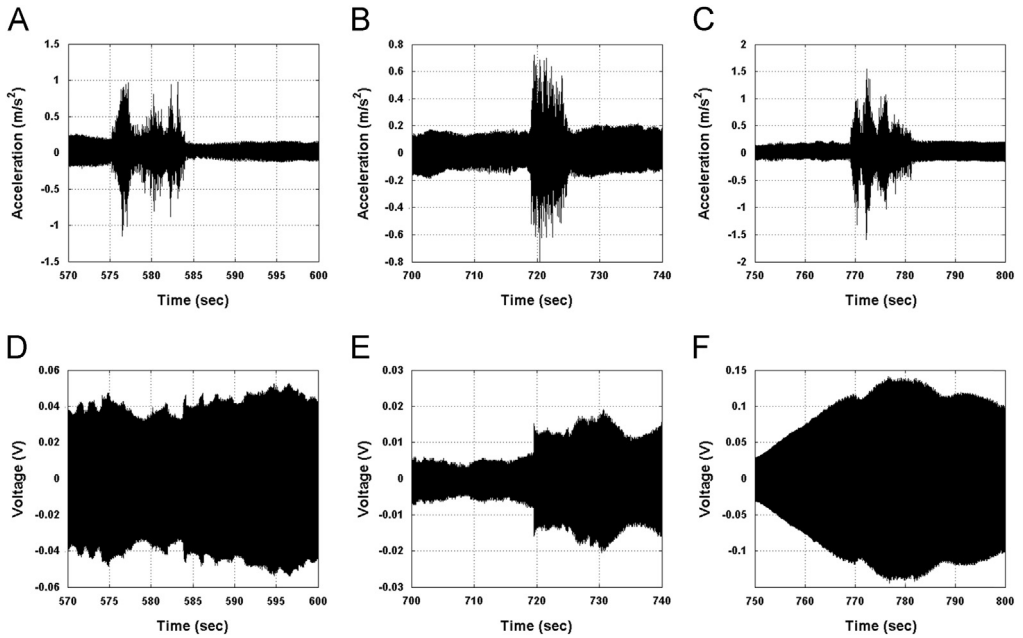 A
B
C
1.5
1
0.5
0
-0.5
-1
-1.5
Acceleration (m/s²)
570 575 580 585 590 595 600
Time (sec)
0.8
0.6
0.4
0.2
0
-0.2
-0.4
-0.6
-0.8
Acceleration (m/s²)
700 710 720 730 740
Time (sec)
2
1.5
1
0.5
0
-0.5
-1
-1.5
-2
Acceleration (m/s²)
750 760 770 780 790 800
Time (sec)
D
E
F
0.06
0.04
0.02
0
-0.02
-0.04
-0.06
Voltage (V)
570 575 580 585 590 595 600
Time (sec)
0.03
0.02
0.01
0
-0.01
-0.02
-0.03
Voltage (V)
700 710 720 730 740
Time (sec)
0.15
0.1
0.05
0
-0.05
-0.1
-0.15
Voltage (V)
750 760 770 780 790 800
Time (sec)